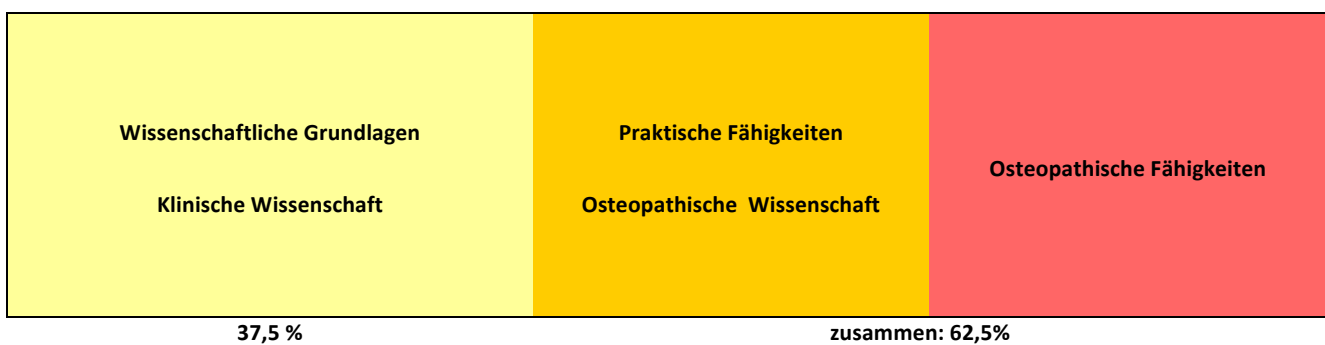 Wissenschaftliche Grundlagen
Klinische Wissenschaft
Praktische Fähigkeiten
Osteopathische Wissenschaft
Osteopathische Fähigkeiten
37,5 %
zusammen: 62,5%